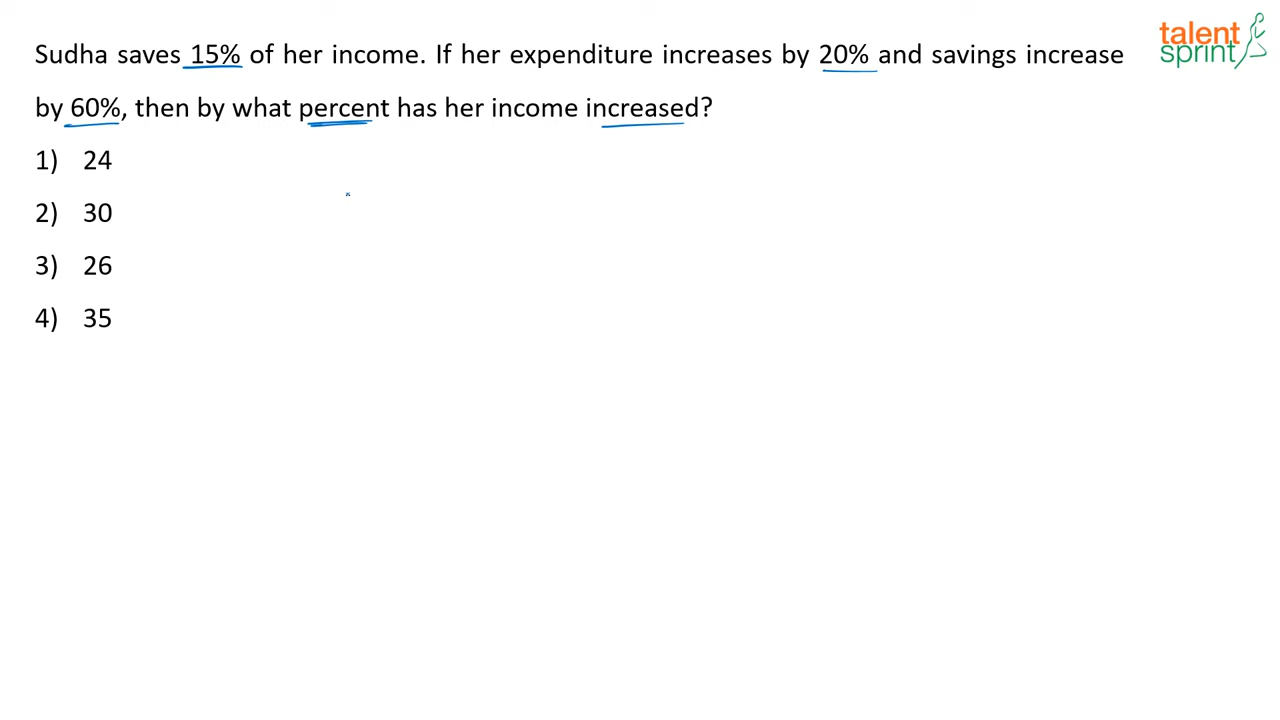 talent
sprint
Sudha saves 15% of her income. If her expenditure increases by 20% and savings increase
by 60%, then by what percent has her income increased?
1) 24
2) 30
3) 26
4) 35